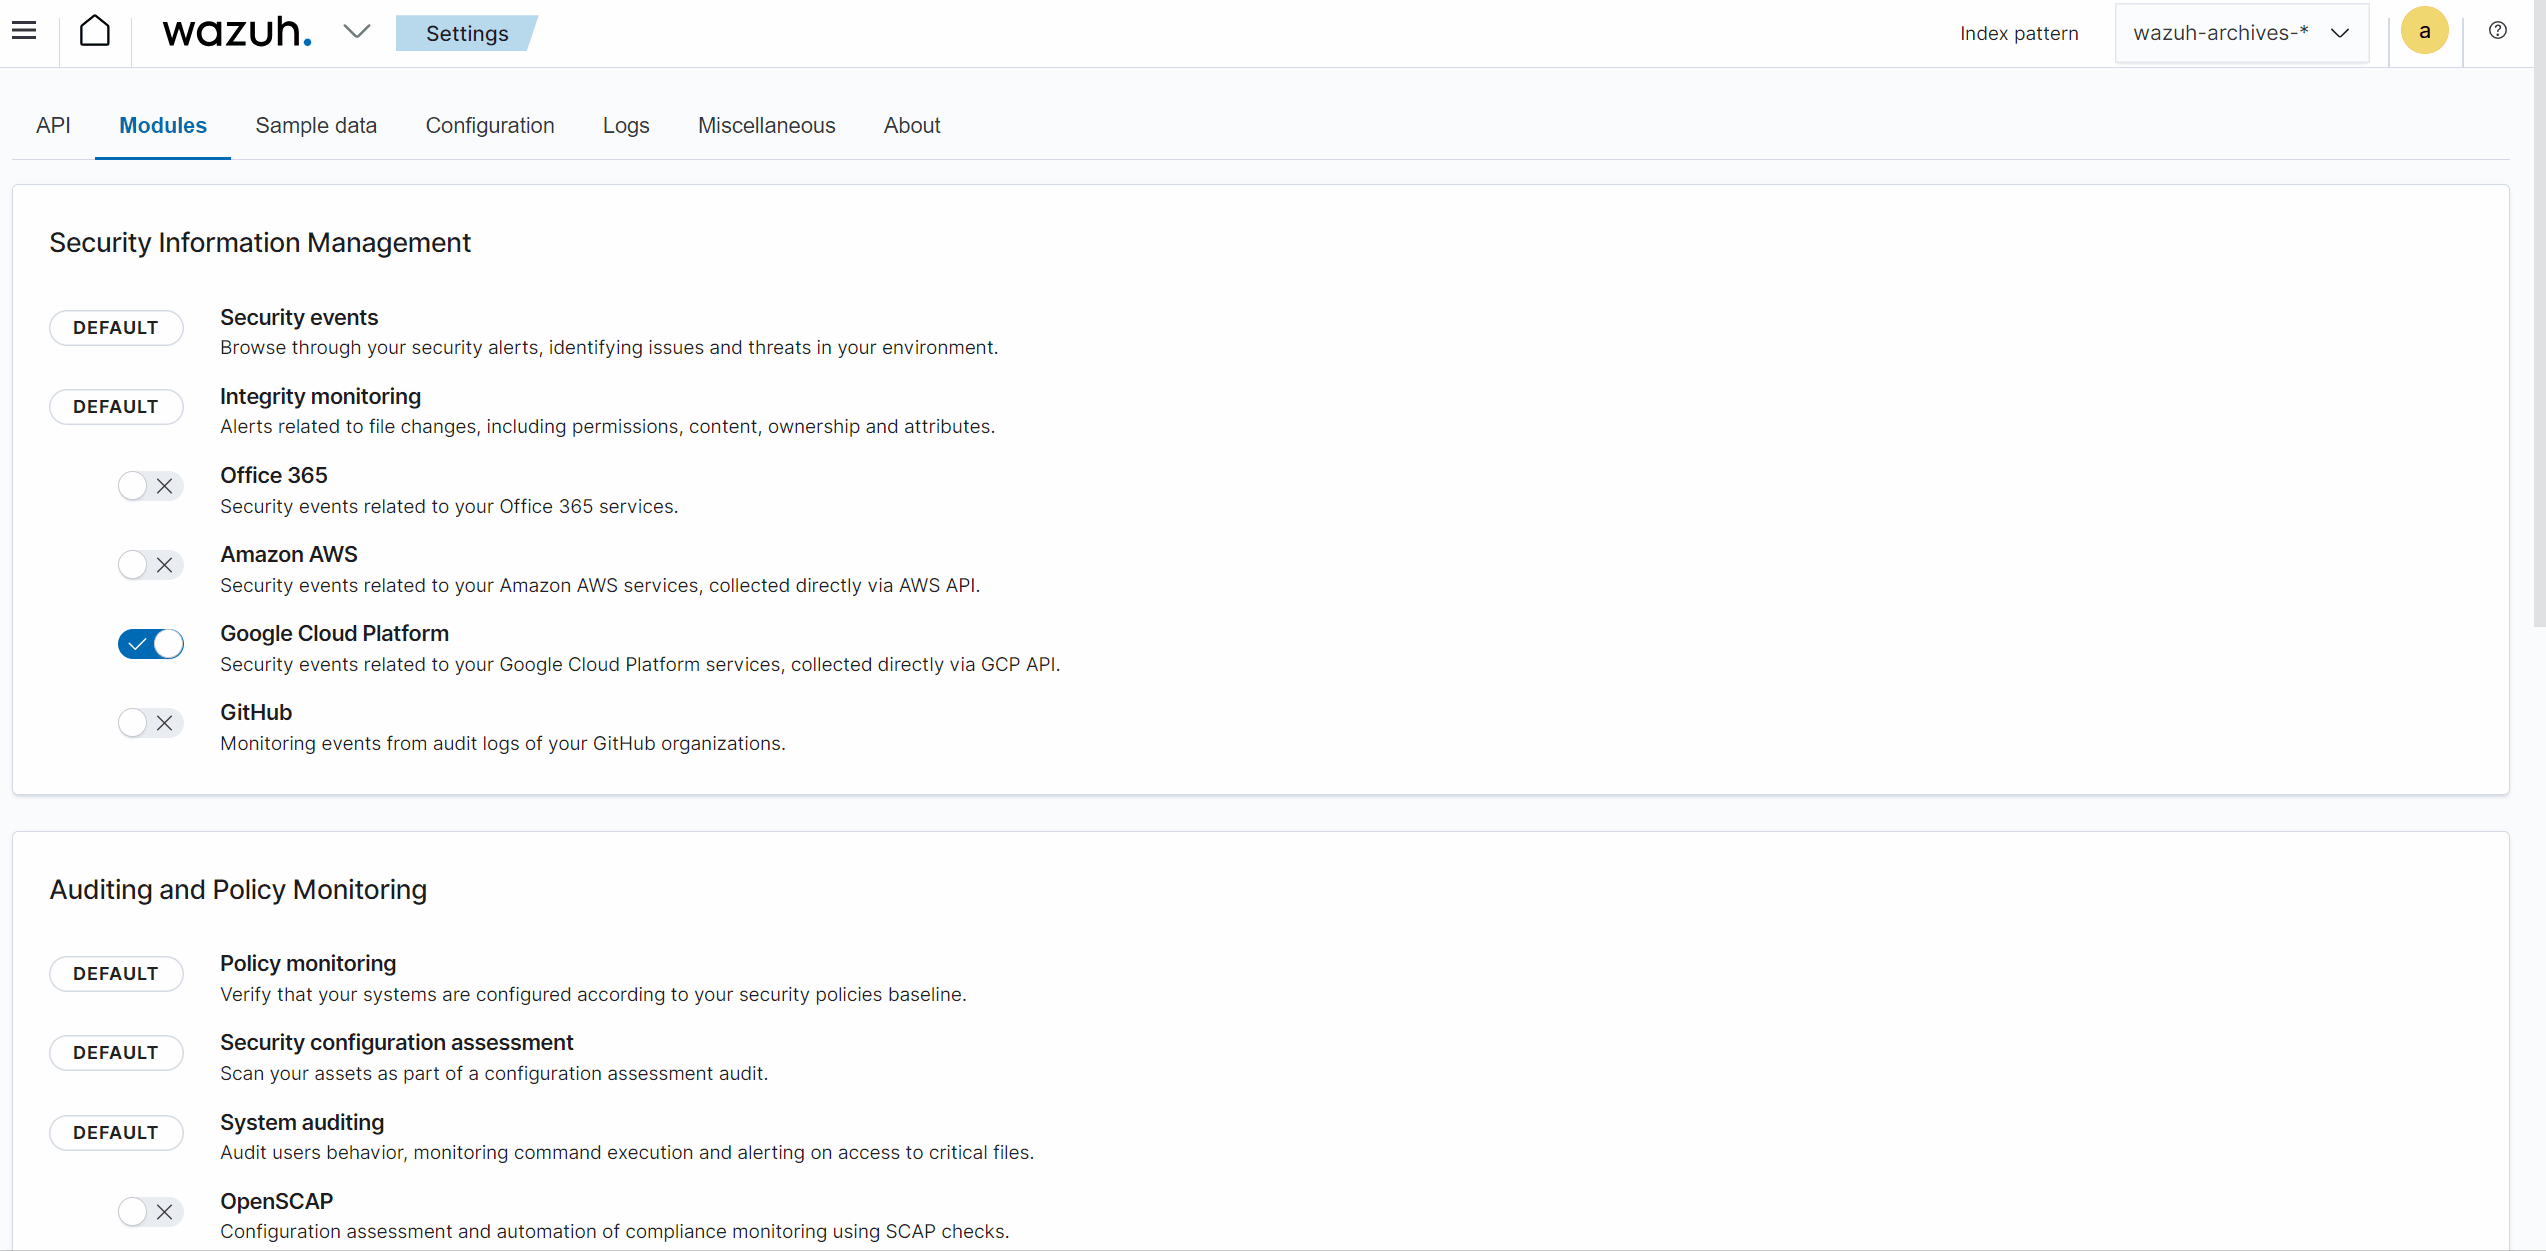 wazuh. Settings Index pattern wazuh-archives-* a
API Modules Sample data Configuration Logs Miscellaneous About
Security Information Management
DEFAULT Security events
Browse through your security alerts, identifying issues and threats in your environment.
DEFAULT Integrity monitoring
Alerts related to file changes, including permissions, content, ownership and attributes.
Office 365
Security events related to your Office 365 services.
Amazon AWS
Security events related to your Amazon AWS services, collected directly via AWS API.
Google Cloud Platform
Security events related to your Google Cloud Platform services, collected directly via GCP API.
GitHub
Monitoring events from audit logs of your GitHub organizations.
Auditing and Policy Monitoring
DEFAULT Policy monitoring
Verify that your systems are configured according to your security policies baseline.
DEFAULT Security configuration assessment
Scan your assets as part of a configuration assessment audit.
DEFAULT System auditing
Audit users behavior, monitoring command execution and alerting on access to critical files.
OpenSCAP
Configuration assessment and automation of compliance monitoring using SCAP checks.